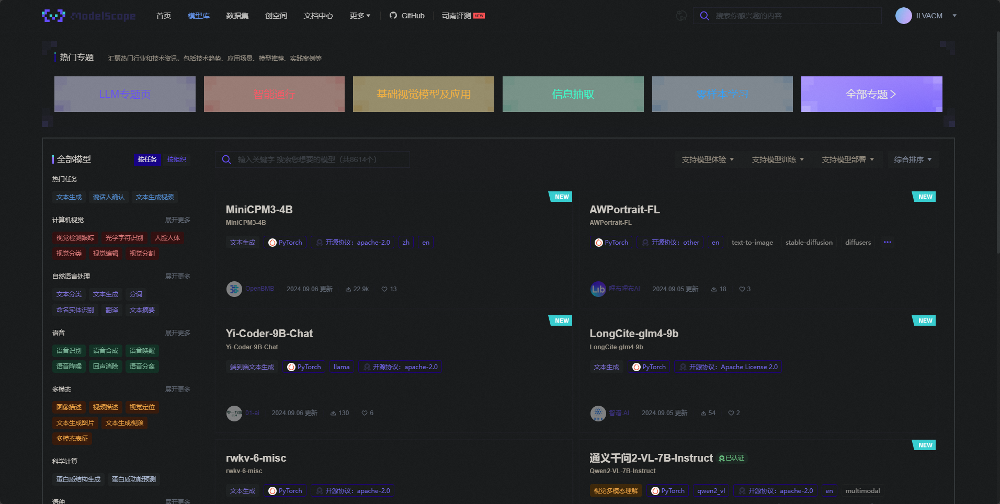 ModelScope 首页 模型库 数据集 创空间 文档中心 更多 GitHub 司南评测 NEW 搜索你感兴趣的内容 ILVACM
热门专题 汇聚热门行业和技术资讯，包括技术趋势、应用场景、模型推荐、实践案例等
LLM专题页 智能通行 基础视觉模型及应用 信息抽取 零样本学习 全部专题
全部模型 按任务 按组织
热门任务
文本生成 说话人确认 文本生成视频
计算机视觉 展开更多
视觉检测跟踪 光学字符识别 人脸人体
视觉分类 视觉编辑 视觉分割
自然语言处理 展开更多
文本分类 文本生成 分词
命名实体识别 翻译 文本摘要
语音 展开更多
语音识别 语音合成 语音唤醒
语音降噪 回声消除 语音分离
多模态 展开更多
图像描述 视频描述 视觉定位
文本生成图片 文本生成视频
多模态表征
科学计算
蛋白质结构生成 蛋白质功能预测
语种 展开更多
输入关键字 搜索您想要的模型（共8614个） 支持模型体验 支持模型训练 支持模型部署 综合排序
NEW
MiniCPM3-4B
MiniCPM3-4B
文本生成 PyTorch 开源协议：apache-2.0 zh en
OpenBMB 2024.09.06 更新 22.9k 13
NEW
AWPortrait-FL
AWPortrait-FL
PyTorch 开源协议：other en text-to-image stable-diffusion diffusers
Lib 哩布哩布AI 2024.09.05 更新 18 3
NEW
Yi-Coder-9B-Chat
Yi-Coder-9B-Chat
端到端文本生成 PyTorch llama 开源协议：apache-2.0
零一万物 01-ai 2024.09.06 更新 130 6
NEW
LongCite-glm4-9b
LongCite-glm4-9b
文本生成 PyTorch 开源协议：Apache License 2.0
智谱.AI 2024.09.05 更新 54 2
rwkv-6-misc
rwkv-6-misc
文本生成 PyTorch 开源协议：apache-2.0
NEW
通义千问2-VL-7B-Instruct 已认证
Qwen2-VL-7B-Instruct
视觉多模态理解 PyTorch qwen2_vl 开源协议：apache-2.0 en multimodal